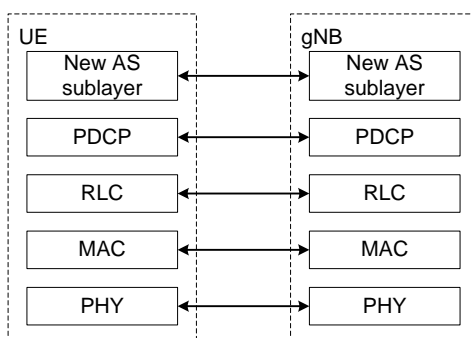 UE
New AS
sublayer
PDCP
RLC
MAC
PHY
gNB
New AS
sublayer
PDCP
RLC
MAC
PHY